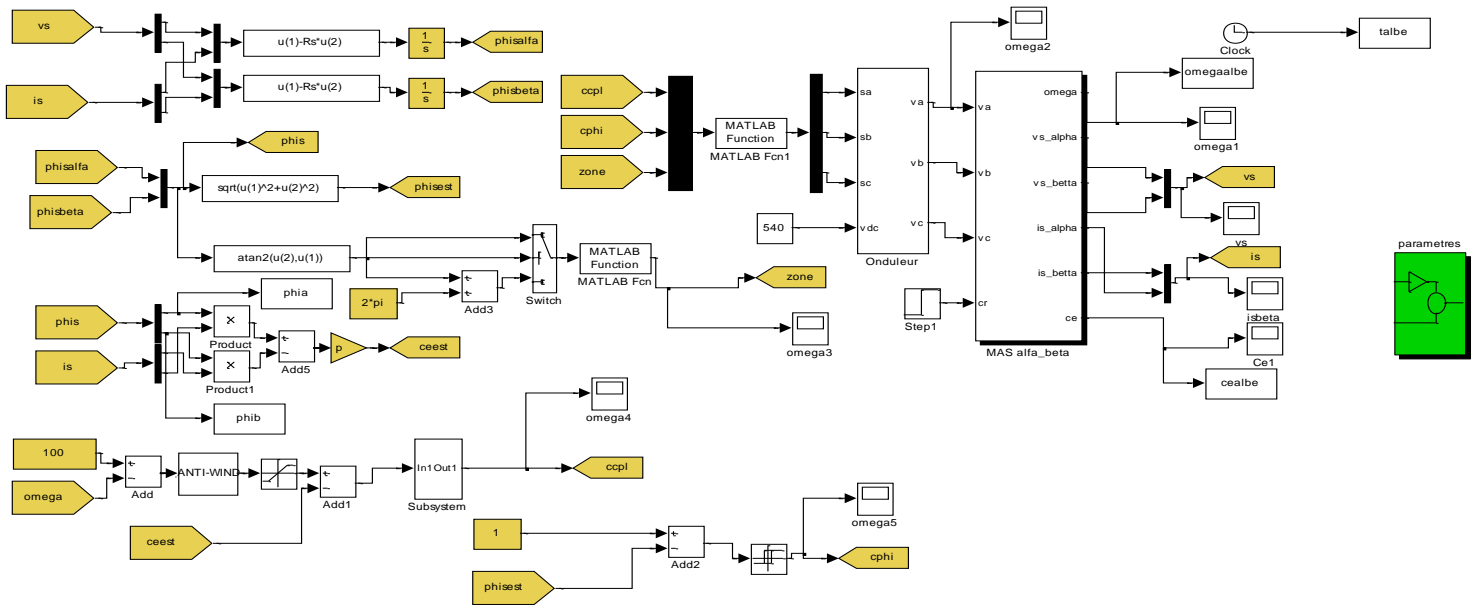 vs
is
u(1)-Rs*u(2)
1
s
phisalfa
u(1)-Rs*u(2)
1
s
phisbeta
phisalfa
phisbeta
phis
sqrt(u(1)^2+u(2)^2)
phisest
atan2(u(2),u(1))
2*pi
+
−
Add3
Switch
MATLAB
Function
MATLAB Fcn
zone
omega3
phis
is
phia
×
Product
×
Product1
+
−
Add5
p
ceest
phib
100
omega
+
−
Add
ANTI-WIND
+
−
Add1
ceest
In1Out1
Subsystem
omega4
ccpl
1
phisest
+
−
Add2
omega5
cphi
ccpl
cphi
zone
MATLAB
Function
MATLAB Fcn1
540
sa
sb
sc
vdc
va
vb
vc
Onduleur
omega2
Step1
va
vb
vc
cr
omega
vs_alpha
vs_betta
is_alpha
is_betta
ce
MAS alfa_beta
Clock
talbe
omegaalbe
omega1
vs
vs
is
isbeta
Ce1
cealbe
parametres